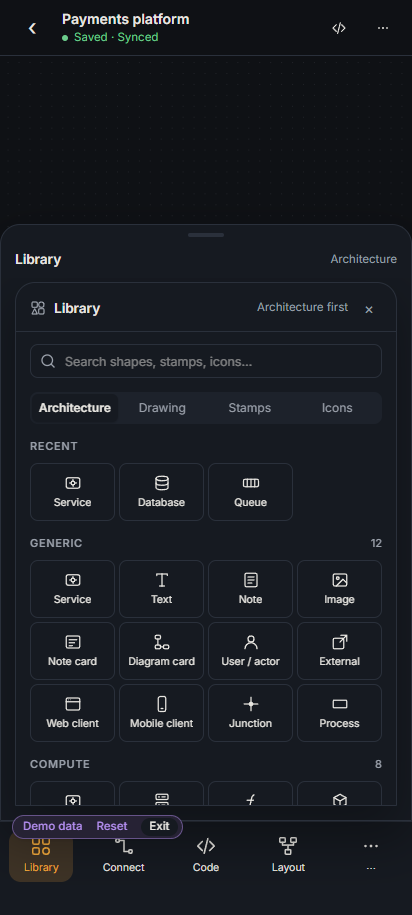 Payments platform
Saved · Synced
Library
Architecture
Library
Architecture first
Search shapes, stamps, icons...
Architecture Drawing Stamps Icons
RECENT
Service Database Queue
GENERIC 12
Service Text Note Image
Note card Diagram card User / actor External
Web client Mobile client Junction Process
COMPUTE 8
Demo data Reset Exit
Library Connect Code Layout ...